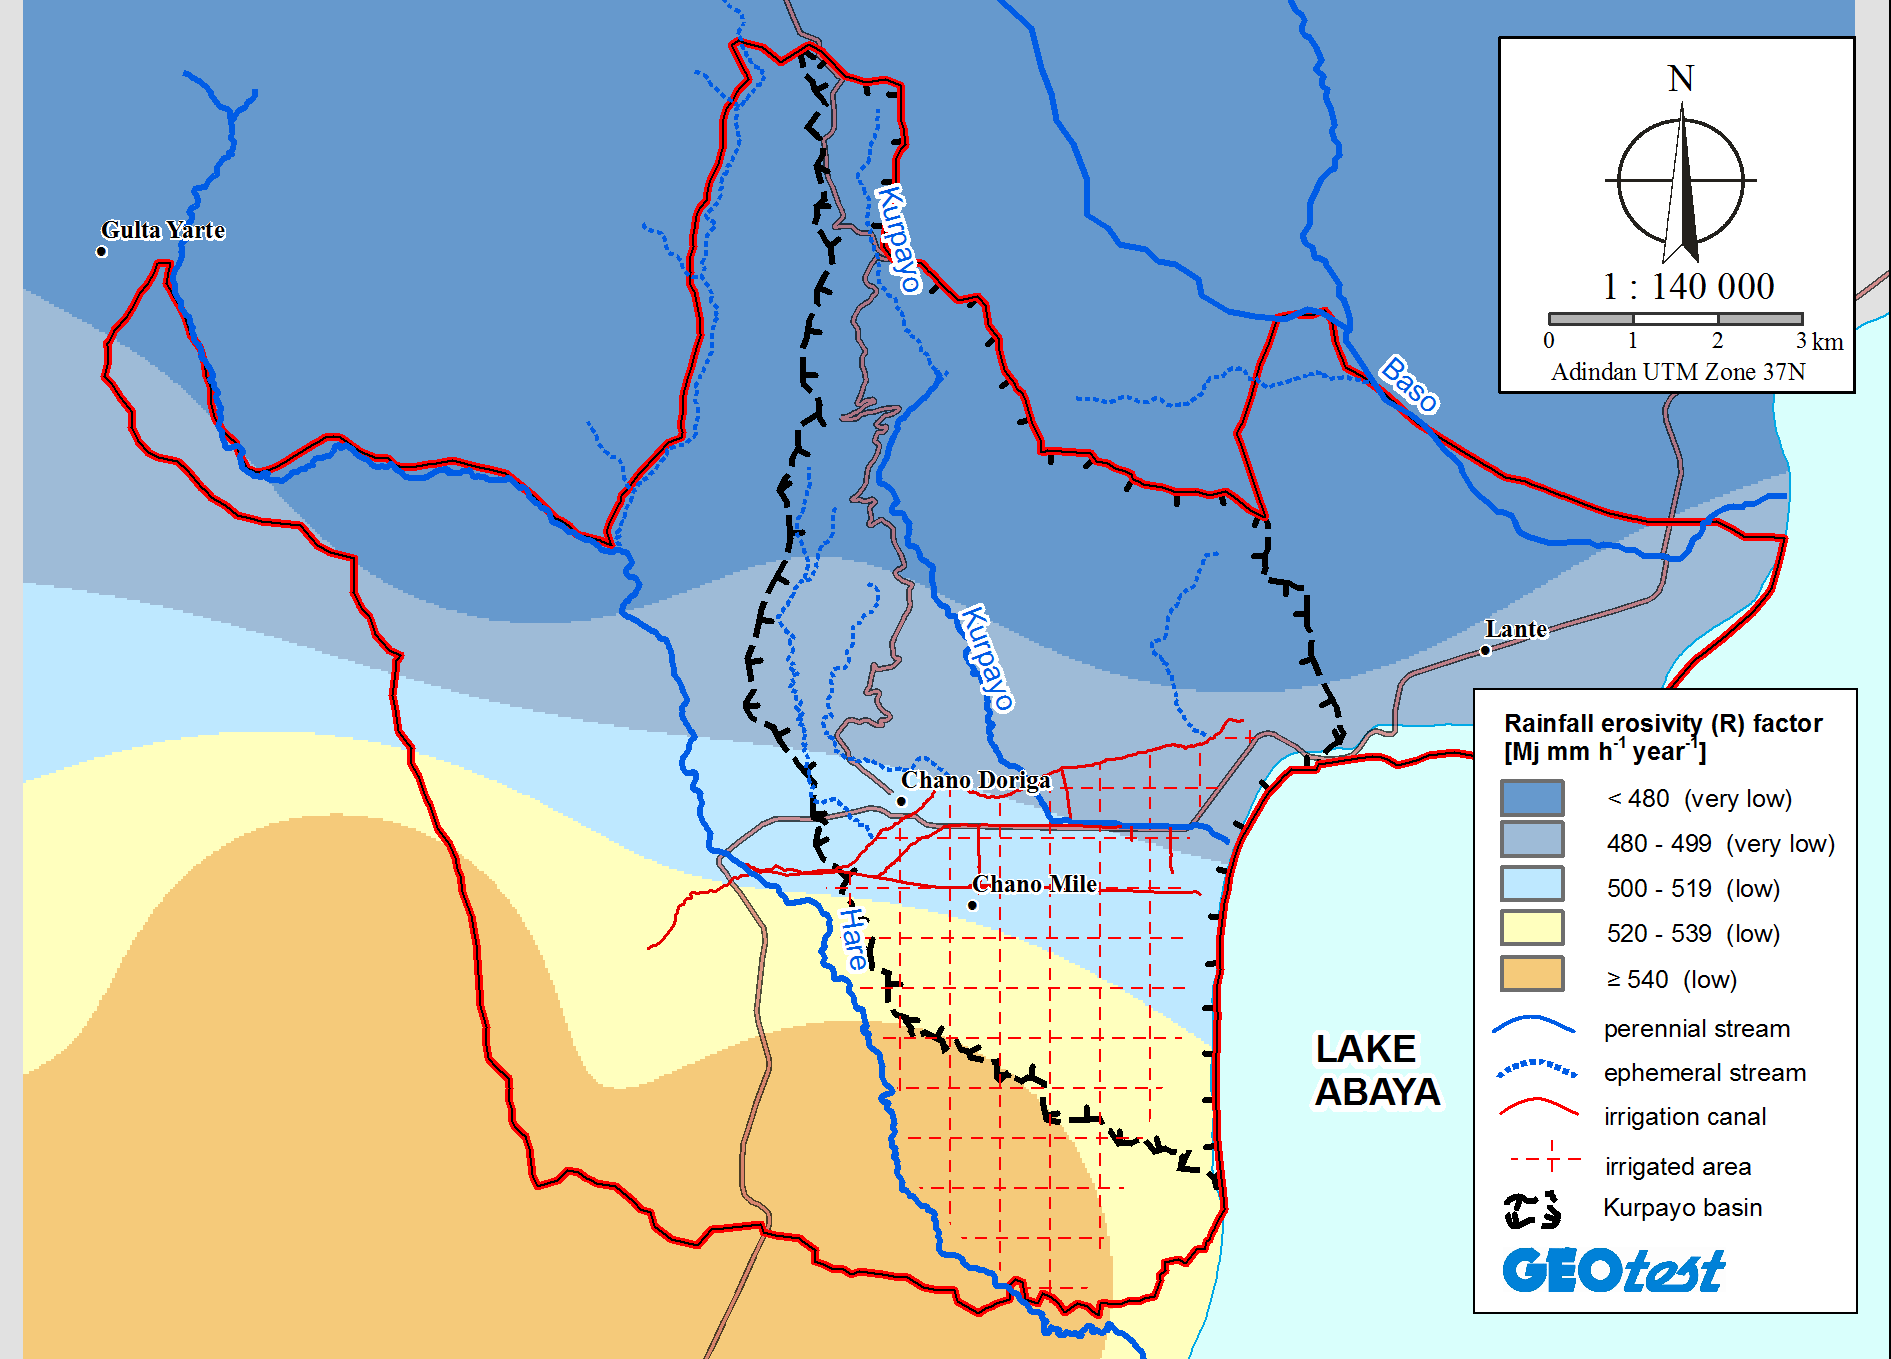 N
1 : 140 000
0 1 2 3 km
Adindan UTM Zone 37N
Gulta Yarte
Kurpayo
Baso
Kurpayo
Lante
Chano Doriga
Chano Mile
Hare
LAKE
ABAYA
Rainfall erosivity (R) factor
[Mj mm h⁻¹ year⁻¹]
< 480 (very low)
480 - 499 (very low)
500 - 519 (low)
520 - 539 (low)
≥ 540 (low)
perennial stream
ephemeral stream
irrigation canal
irrigated area
Kurpayo basin
GEOtest